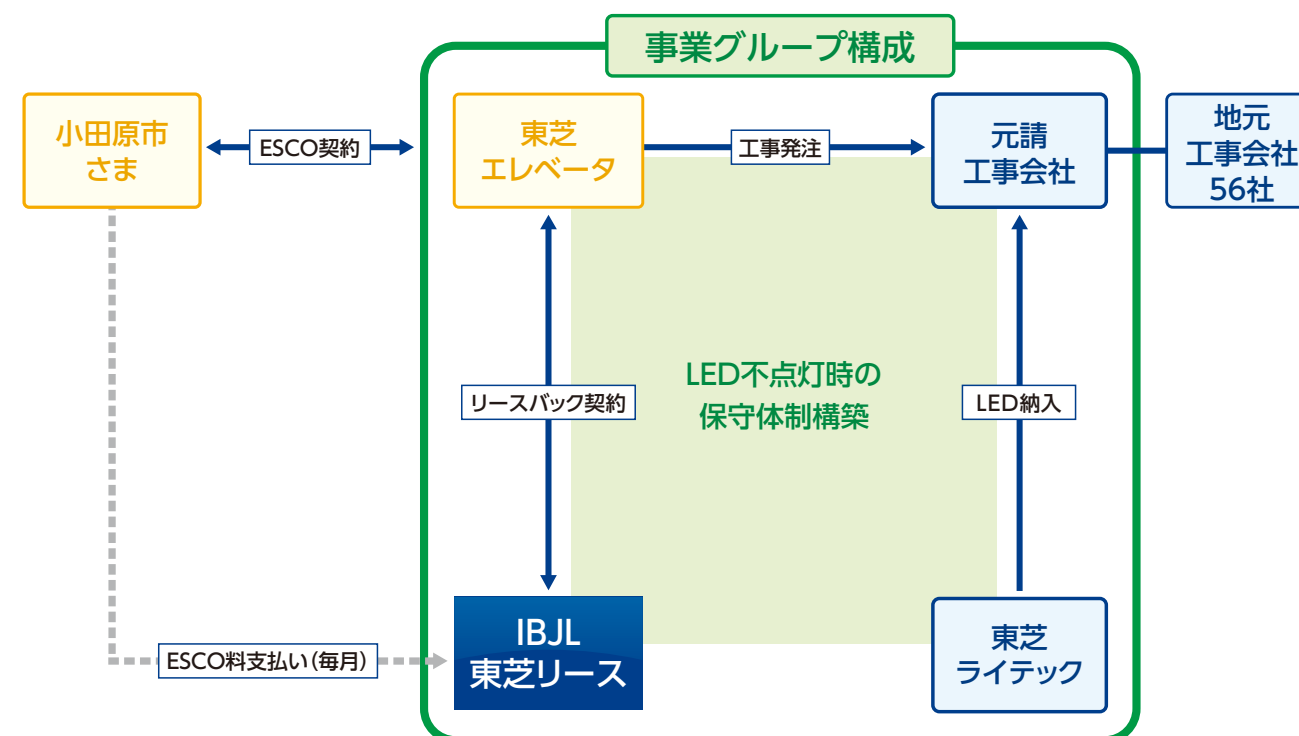 事業グループ構成
小田原市
さま
ESCO契約
東芝
エレベータ
工事発注
元請
工事会社
地元
工事会社
56社
リースバック契約
LED不点灯時の
保守体制構築
LED納入
ESCO料支払い(毎月)
IBJL
東芝リース
東芝
ライテック